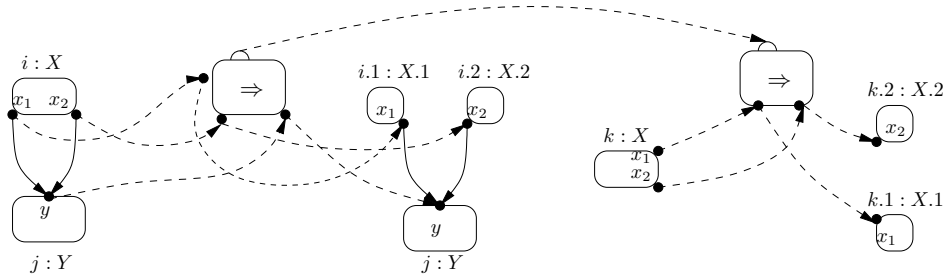 i : X
x₁ x₂
y
j : Y
⇒
i.1 : X.1
x₁
i.2 : X.2
x₂
y
j : Y
⇒
k : X
x₁
x₂
k.2 : X.2
x₂
k.1 : X.1
x₁